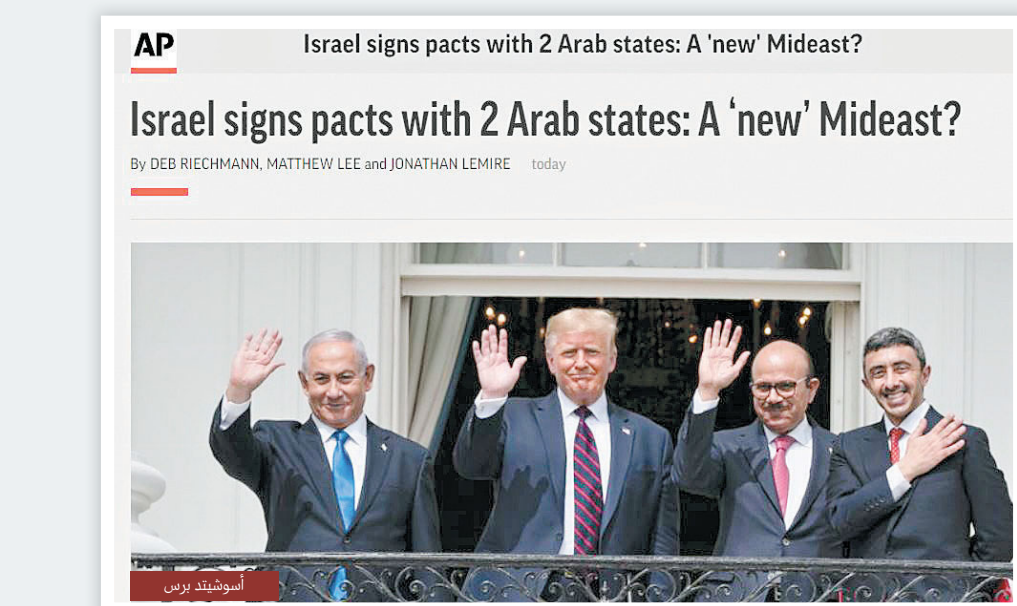 AP
Israel signs pacts with 2 Arab states: A 'new' Mideast?
Israel signs pacts with 2 Arab states: A ‘new’ Mideast?
By DEB RIECHMANN, MATTHEW LEE and JONATHAN LEMIRE today
أسوشيتد برس